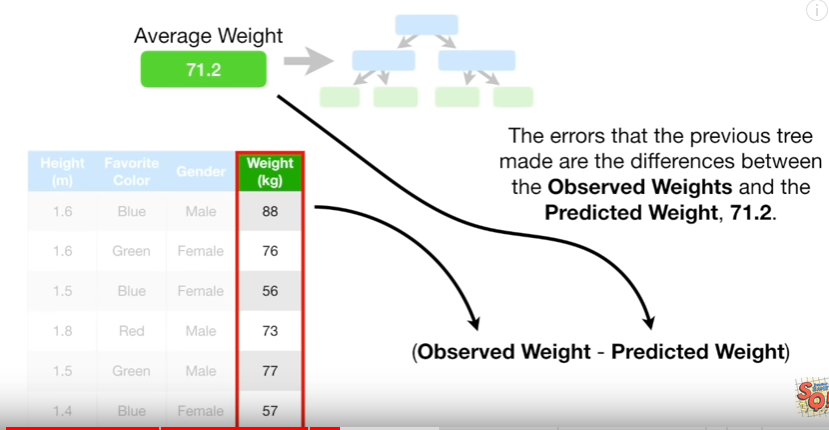 Average Weight
71.2
The errors that the previous tree
made are the differences between
the Observed Weights and the
Predicted Weight, 71.2.
Height (m) Favorite Color Gender Weight (kg)
1.6 Blue Male 88
1.6 Green Female 76
1.5 Blue Female 56
1.8 Red Male 73
1.5 Green Male 77
1.4 Blue Female 57
(Observed Weight - Predicted Weight)